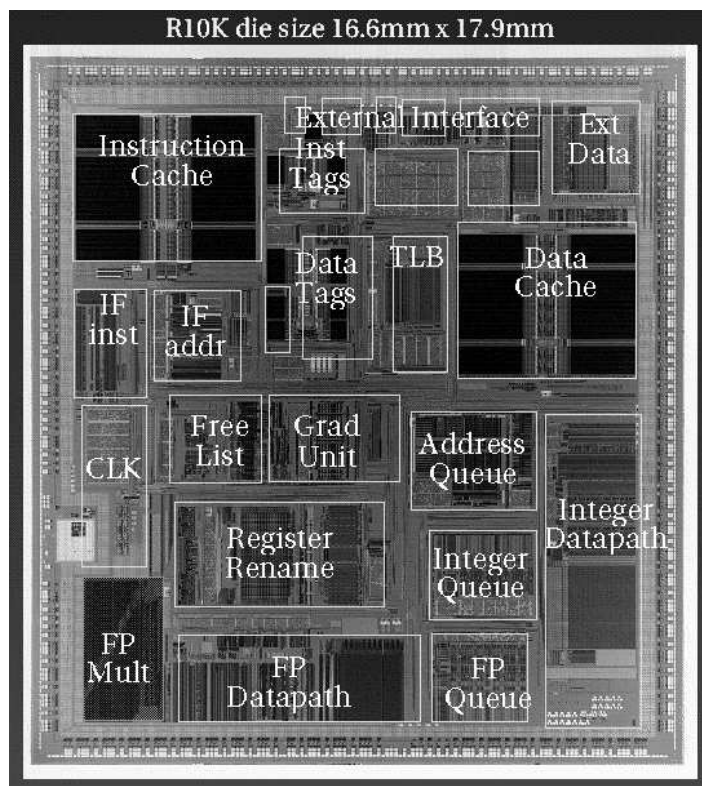 R10K die size 16.6mm x 17.9mm
External Interface
Instruction
Cache
Inst
Tags
Ext
Data
Data
Tags
TLB
Data
Cache
IF
inst
IF
addr
Free
List
Grad
Unit
Address
Queue
CLK
Integer
Datapath
Register
Rename
Integer
Queue
FP
Mult
FP
Datapath
FP
Queue